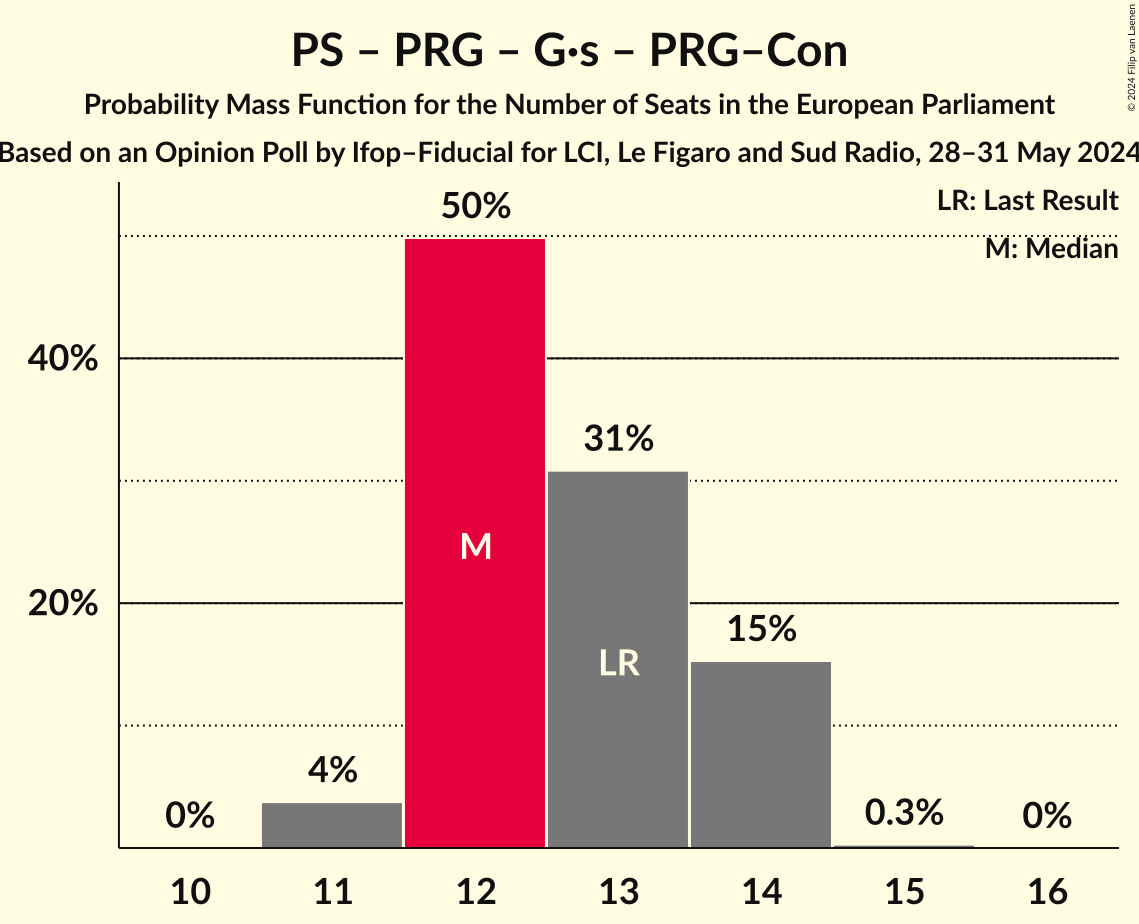 PS – PRG – G·s – PRG–Con
Probability Mass Function for the Number of Seats in the European Parliament
Based on an Opinion Poll by Ifop–Fiducial for LCI, Le Figaro and Sud Radio, 28–31 May 2024
© 2024 Filip van Laenen
LR: Last Result
M: Median
50%
40%
31%
M
20%
15%
LR
4%
0%
0.3%
0%
10 11 12 13 14 15 16